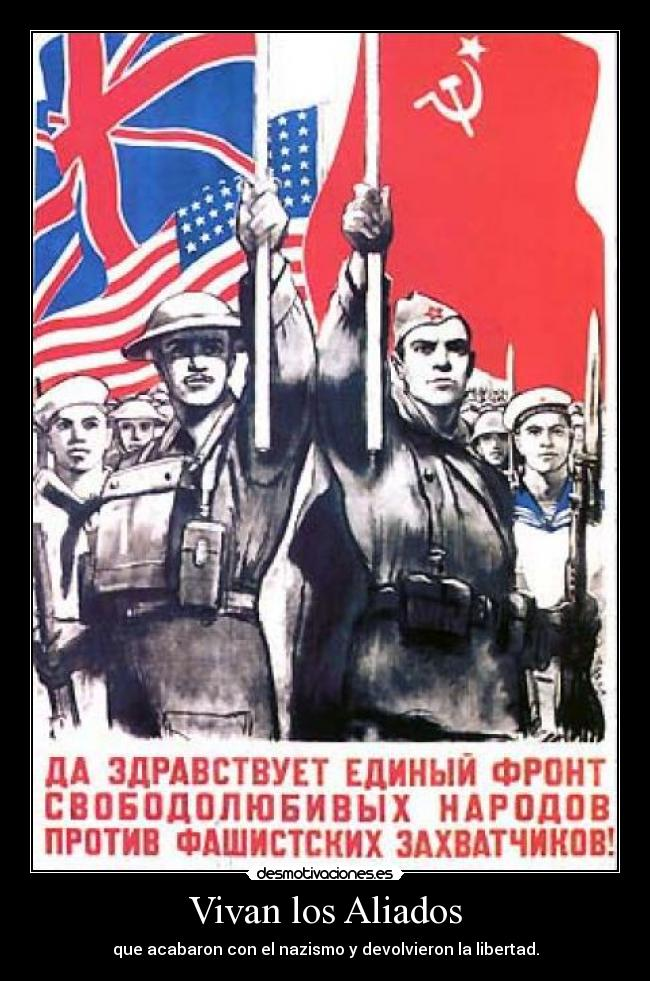 ДА ЗДРАВСТВУЕТ ЕДИНЫЙ ФРОНТ
СВОБОДОЛЮБИВЫХ НАРОДОВ
ПРОТИВ ФАШИСТСКИХ ЗАХВАТЧИКОВ!
desmotivaciones.es
Vivan los Aliados
que acabaron con el nazismo y devolvieron la libertad.